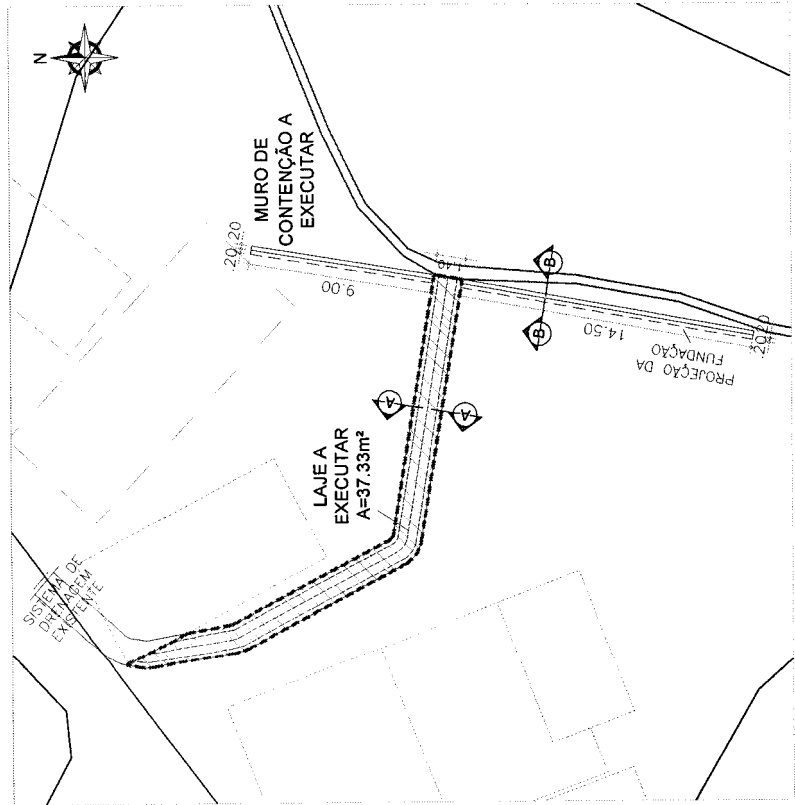 N
MURO DE
CONTENÇÃO A
EXECUTAR
20 20
9.00
1.40
B
B
14.50
PROJEÇÃO DA
FUNDAÇÃO
20 20
LAJE A
EXECUTAR
A=37.33m²
A
A
SISTEMA DE
DRENAGEM
EXISTENTE